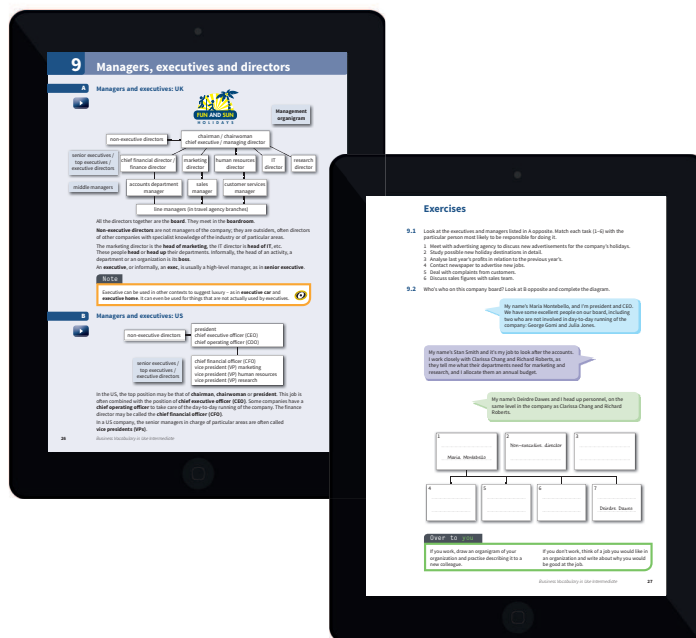 9 Managers, executives and directors
A Managers and executives: UK
FUN AND SUN
HOLIDAYS
Management
organigram
non-executive directors
chairman / chairwoman
chief executive / managing director
senior executives /
top executives /
executive directors
chief financial director /
finance director
marketing
director
human resources
director
IT
director
research
director
middle managers
accounts department
manager
sales
manager
customer services
manager
line managers (in travel agency branches)
All the directors together are the board. They meet in the boardroom.
Non-executive directors are not managers of the company; they are outsiders, often directors
of other companies with specialist knowledge of the industry or of particular areas.
The marketing director is the head of marketing, the IT director is head of IT, etc.
These people head or head up their departments. Informally, the head of an activity, a
department or an organization is its boss.
An executive, or informally, an exec, is usually a high-level manager, as in senior executive.
Note
Executive can be used in other contexts to suggest luxury – as in executive car and
executive home. It can even be used for things that are not actually used by executives.
B Managers and executives: US
non-executive directors
president
chief executive officer (CEO)
chief operating officer (COO)
senior executives /
top executives /
executive directors
chief financial officer (CFO)
vice president (VP) marketing
vice president (VP) human resources
vice president (VP) research
In the US, the top position may be that of chairman, chairwoman or president. This job is
often combined with the position of chief executive officer (CEO). Some companies have a
chief operating officer to take care of the day-to-day running of the company. The finance
director may be called the chief financial officer (CFO).
In a US company, the senior managers in charge of particular areas are often called
vice presidents (VPs).
26 Business Vocabulary in Use Intermediate
Exercises
9.1 Look at the executives and managers listed in A opposite. Match each task (1–6) with the
particular person most likely to be responsible for doing it.
1 Meet with advertising agency to discuss new advertisements for the company's holidays.
2 Study possible new holiday destinations in detail.
3 Analyse last year's profits in relation to the previous year's.
4 Contact newspaper to advertise new jobs.
5 Deal with complaints from customers.
6 Discuss sales figures with sales team.
9.2 Who's who on this company board? Look at B opposite and complete the diagram.
My name's Maria Montebello, and I'm president and CEO.
We have some excellent people on our board, including
two who are not involved in day-to-day running of the
company: George Gomi and Julia Jones.
My name's Stan Smith and it's my job to look after the accounts.
I work closely with Clarissa Chang and Richard Roberts, as
they tell me what their departments need for marketing and
research, and I allocate them an annual budget.
My name's Deirdre Dawes and I head up personnel, on the
same level in the company as Clarissa Chang and Richard
Roberts.
1
Maria Montebello
2
Non-executive director
3
4
5
6
7
Deirdre Dawes
Over to you
If you work, draw an organigram of your
organization and practise describing it to a
new colleague.
If you don't work, think of a job you would like in
an organization and write about why you would
be good at the job.
Business Vocabulary in Use Intermediate 27